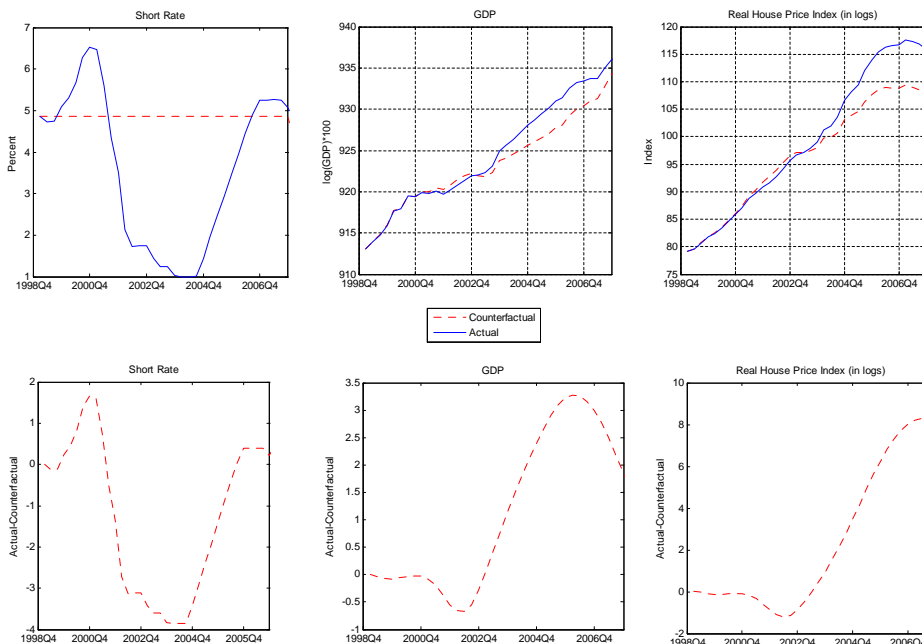 Short Rate
7
6
5
4
3
2
1
Percent
1998Q4 2000Q4 2002Q4 2004Q4 2006Q4
GDP
940
935
930
925
920
915
910
log(GDP)*100
1998Q4 2000Q4 2002Q4 2004Q4 2006Q4
Real House Price Index (in logs)
120
115
110
105
100
95
90
85
80
75
Index
1998Q4 2000Q4 2002Q4 2004Q4 2006Q4
Counterfactual
Actual
Short Rate
2
1
0
-1
-2
-3
-4
Actual-Counterfactual
1998Q4 2000Q4 2002Q4 2004Q4 2005Q4
GDP
3.5
3
2.5
2
1.5
1
0.5
0
-0.5
-1
Actual-Counterfactual
1998Q4 2000Q4 2002Q4 2004Q4 2006Q4
Real House Price Index (in logs)
10
8
6
4
2
0
-2
Actual-Counterfactual
1998Q4 2000Q4 2002Q4 2004Q4 2006Q4